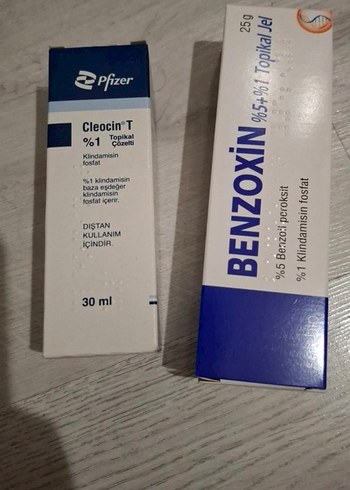 Pfizer
Cleocin® T
%1 Topikal
Çözelti
Klindamisin
fosfat
%1 klindamisin
baza eşdeğer
klindamisin
fosfat içerir.
DIŞTAN
KULLANIM
İÇİNDİR.
30 ml
BENZOXİN %5+%1 Topikal Jel
25 g
%5 Benzoil peroksit
%1 Klindamisin fosfat